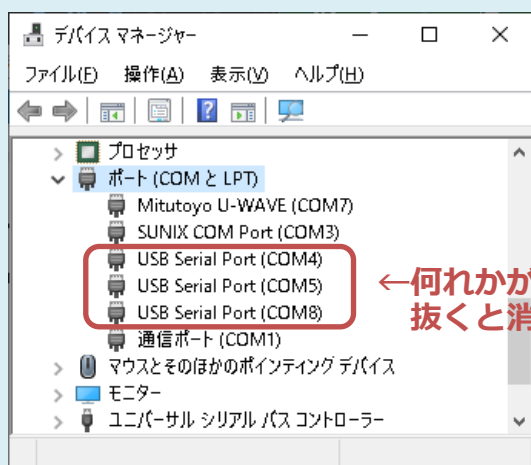 デバイス マネージャー
ファイル(F) 操作(A) 表示(V) ヘルプ(H)
プロセッサ
ポート (COM と LPT)
Mitutoyo U-WAVE (COM7)
SUNIX COM Port (COM3)
USB Serial Port (COM4)
USB Serial Port (COM5)
USB Serial Port (COM8)
←何れかが
抜くと消
通信ポート (COM1)
マウスとそのほかのポインティング デバイス
モニター
ユニバーサル シリアル バス コントローラー